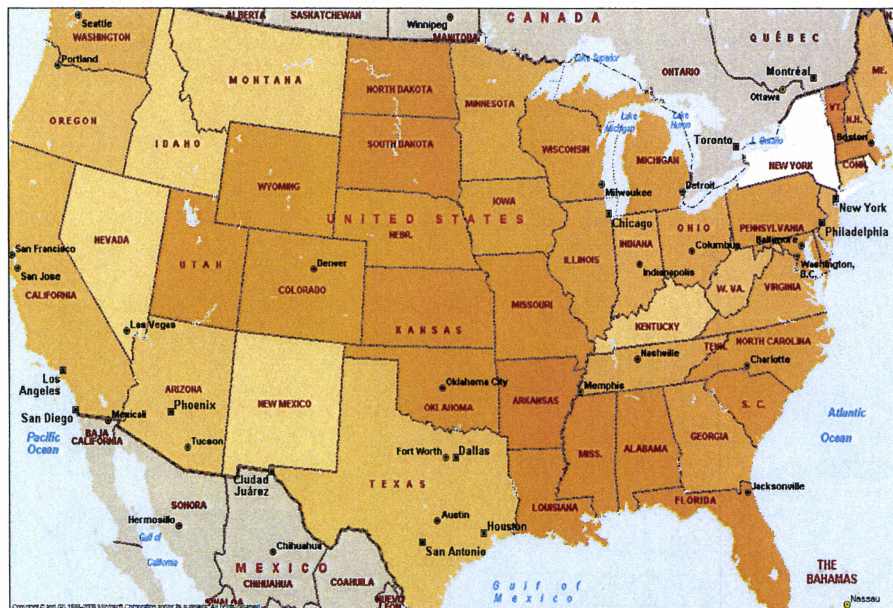 ALBERTA
SASKATCHEWAN
Winnipeg
MANITOBA
CANADA
QUÉBEC
Seattle
WASHINGTON
Portland
MONTANA
NORTH DAKOTA
MINNESOTA
Lake Superior
ONTARIO
Montréal
Ottawa
ME.
VT.
N.H.
OREGON
IDAHO
SOUTH DAKOTA
WISCONSIN
Lake
Michigan
Lake
Huron
Toronto
L. Ontario
Boston
WYOMING
MICHIGAN
NEW YORK
CONN.
Milwaukee
Detroit
IOWA
New York
UNITED STATES
Chicago
NEBR.
NEVADA
OHIO
PENNSYLVANIA
Philadelphia
San Francisco
San Jose
UTAH
Denver
COLORADO
ILLINOIS
INDIANA
Columbus
Baltimore
Indianapolis
Washington,
D.C.
CALIFORNIA
W. VA.
VIRGINIA
MISSOURI
KANSAS
KENTUCKY
Las Vegas
TENN.
NORTH CAROLINA
Nashville
Charlotte
Los
Angeles
ARIZONA
Phoenix
NEW MEXICO
Oklahoma City
OKLAHOMA
ARKANSAS
Memphis
S. C.
San Diego
Mexicali
BAJA
CALIFORNIA
Pacific
Ocean
Tucson
Fort Worth
Dallas
MISS.
ALABAMA
GEORGIA
Atlantic
Ocean
Ciudad
Juárez
TEXAS
SONORA
Hermosillo
LOUISIANA
FLORIDA
Jacksonville
Austin
Houston
San Antonio
Gulf of
California
Chihuahua
MEXICO
CHIHUAHUA
COAHUILA
NUEVO
LEON
SINALOA
Gulf of
Mexico
THE
BAHAMAS
Nassau